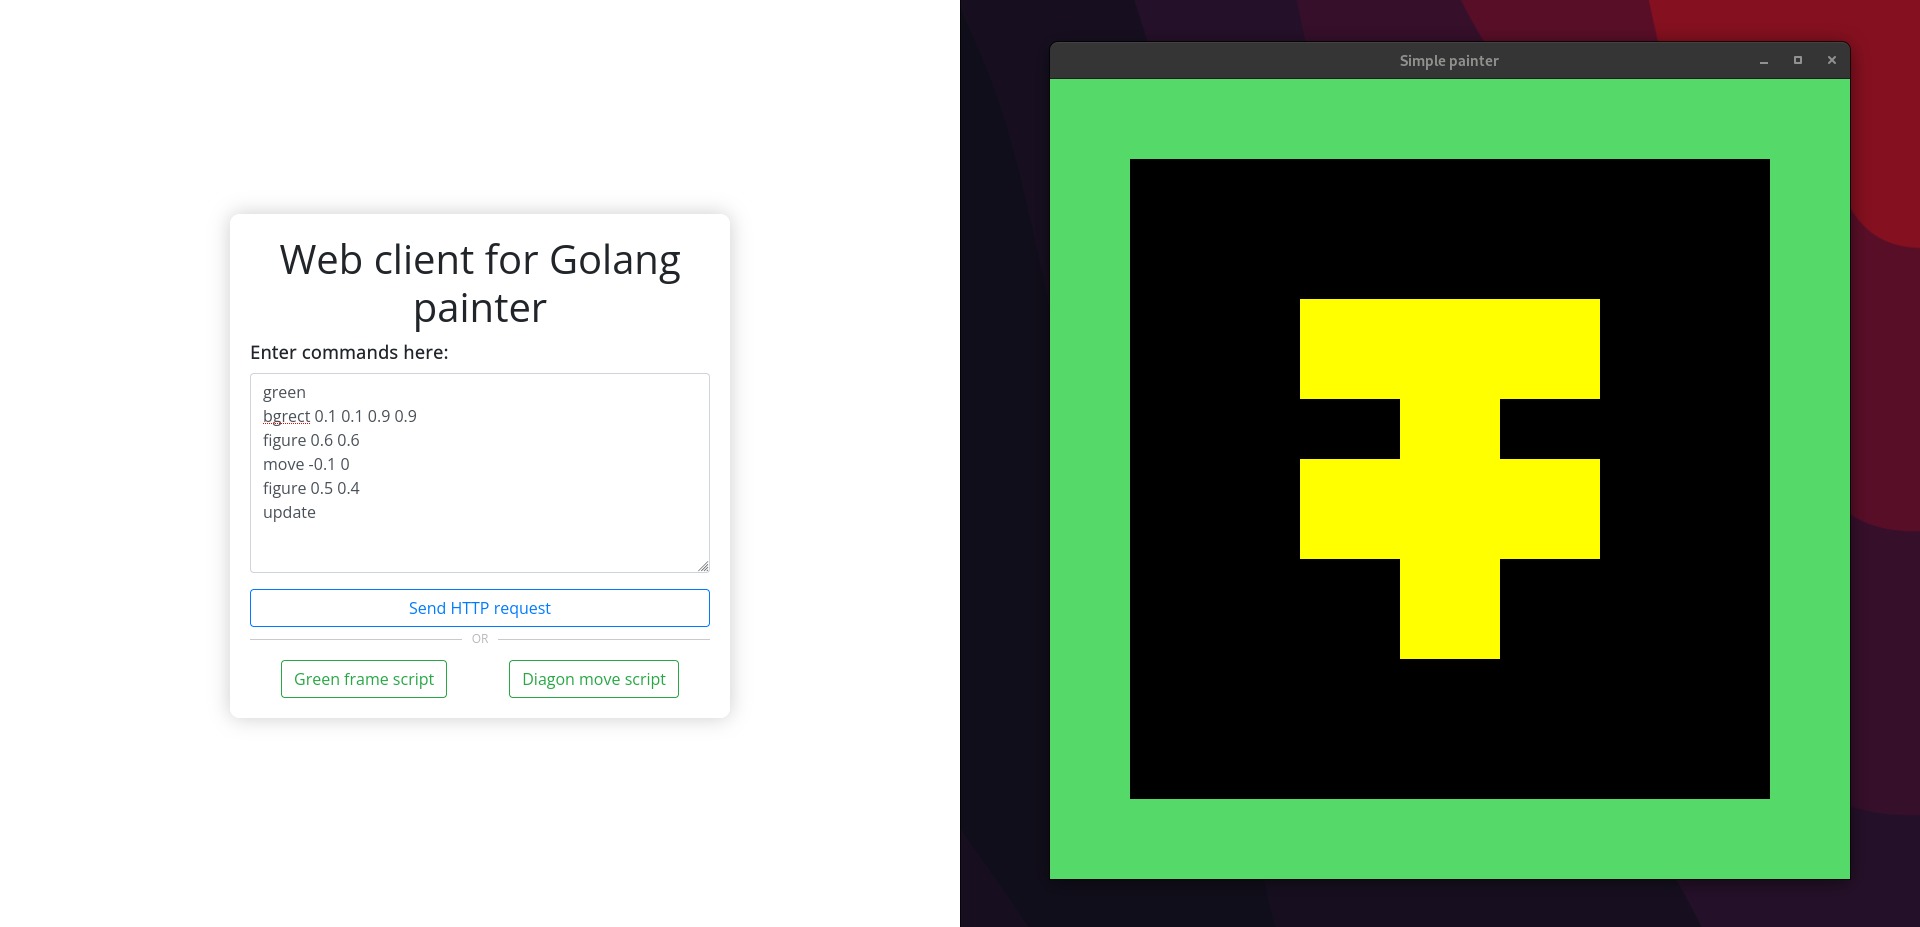 Web client for Golang
painter
Enter commands here:
green
bgrect 0.1 0.1 0.9 0.9
figure 0.6 0.6
move -0.1 0
figure 0.5 0.4
update
Send HTTP request
OR
Green frame script
Diagon move script
Simple painter